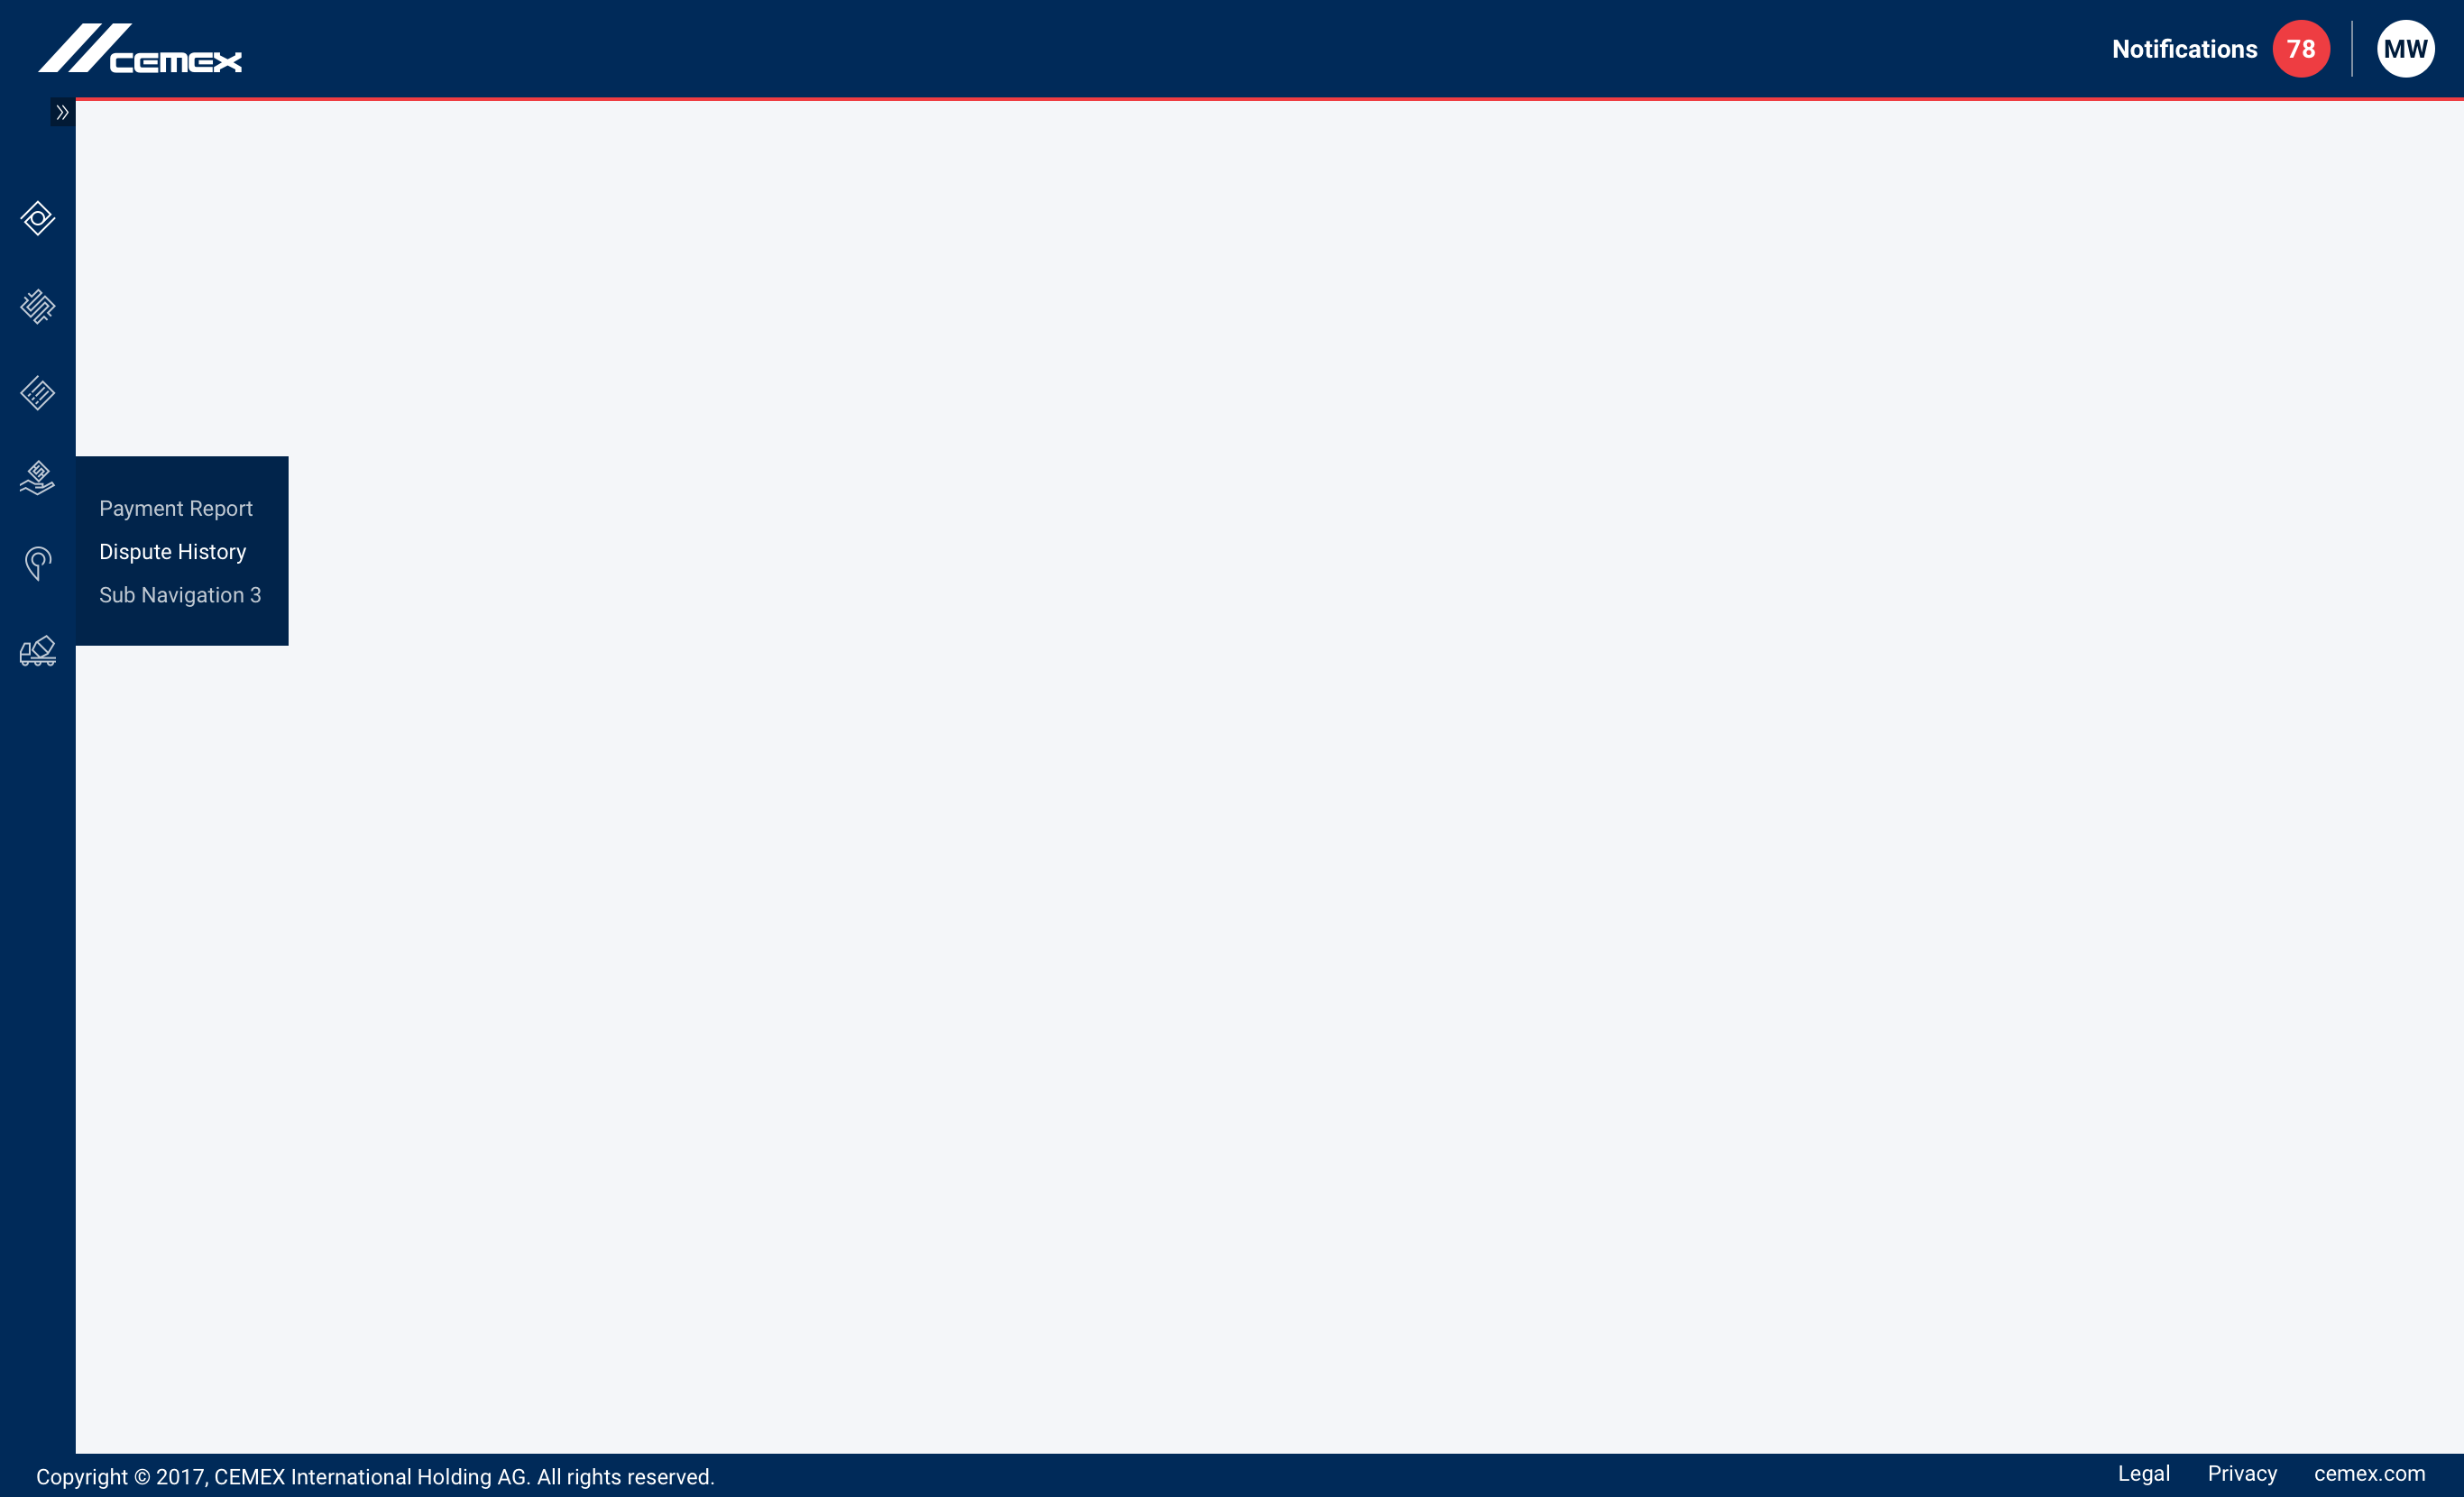 CEMEX
Notifications 78 MW
Payment Report
Dispute History
Sub Navigation 3
Copyright © 2017, CEMEX International Holding AG. All rights reserved.
Legal Privacy cemex.com